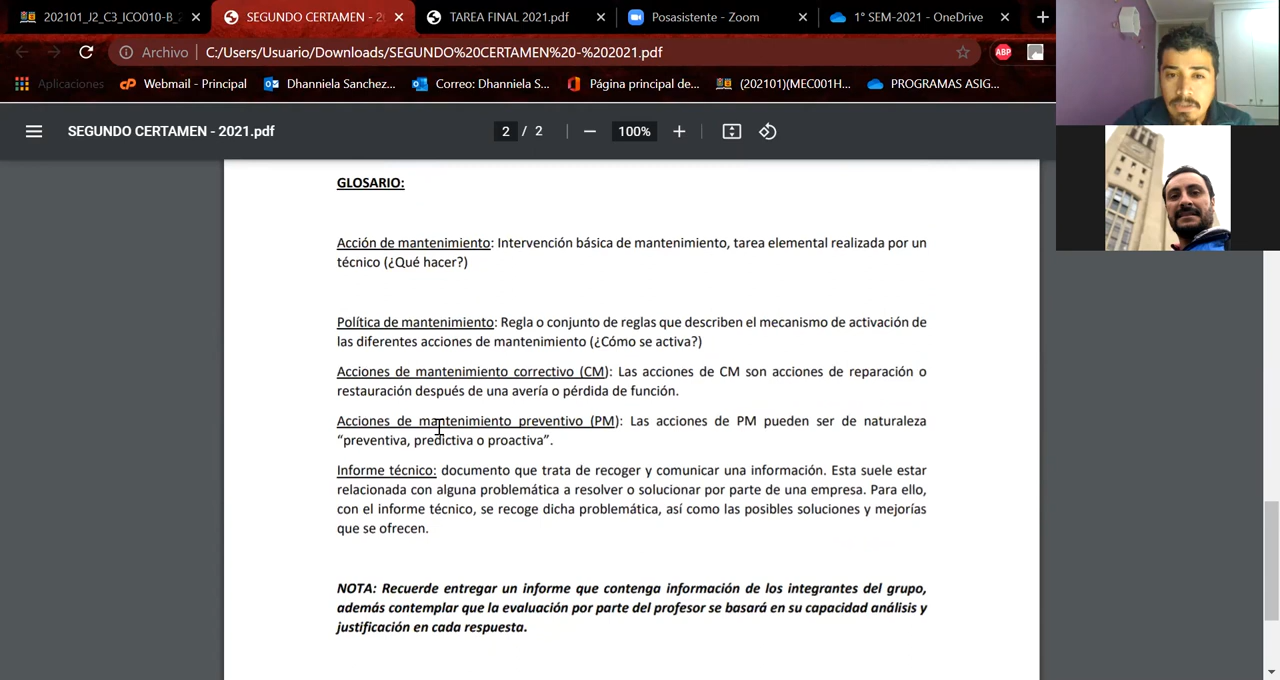 202101_J2_C3_ICO010-B_2
SEGUNDO CERTAMEN - 2
TAREA FINAL 2021.pdf
Posasistente - Zoom
1° SEM-2021 - OneDrive
Archivo
C:/Users/Usuario/Downloads/SEGUNDO%20CERTAMEN%20-%202021.pdf
ABP
Aplicaciones
Webmail - Principal
Dhanniela Sanchez...
Correo: Dhanniela S...
Página principal de...
(202101)(MEC001H...
PROGRAMAS ASIG...
SEGUNDO CERTAMEN - 2021.pdf
2 / 2
100%
GLOSARIO:
Acción de mantenimiento: Intervención básica de mantenimiento, tarea elemental realizada por un
técnico (¿Qué hacer?)
Política de mantenimiento: Regla o conjunto de reglas que describen el mecanismo de activación de
las diferentes acciones de mantenimiento (¿Cómo se activa?)
Acciones de mantenimiento correctivo (CM): Las acciones de CM son acciones de reparación o
restauración después de una avería o pérdida de función.
Acciones de mantenimiento preventivo (PM): Las acciones de PM pueden ser de naturaleza
“preventiva, predictiva o proactiva”.
Informe técnico: documento que trata de recoger y comunicar una información. Esta suele estar
relacionada con alguna problemática a resolver o solucionar por parte de una empresa. Para ello,
con el informe técnico, se recoge dicha problemática, así como las posibles soluciones y mejorías
que se ofrecen.
NOTA: Recuerde entregar un informe que contenga información de los integrantes del grupo,
además contemplar que la evaluación por parte del profesor se basará en su capacidad análisis y
justificación en cada respuesta.